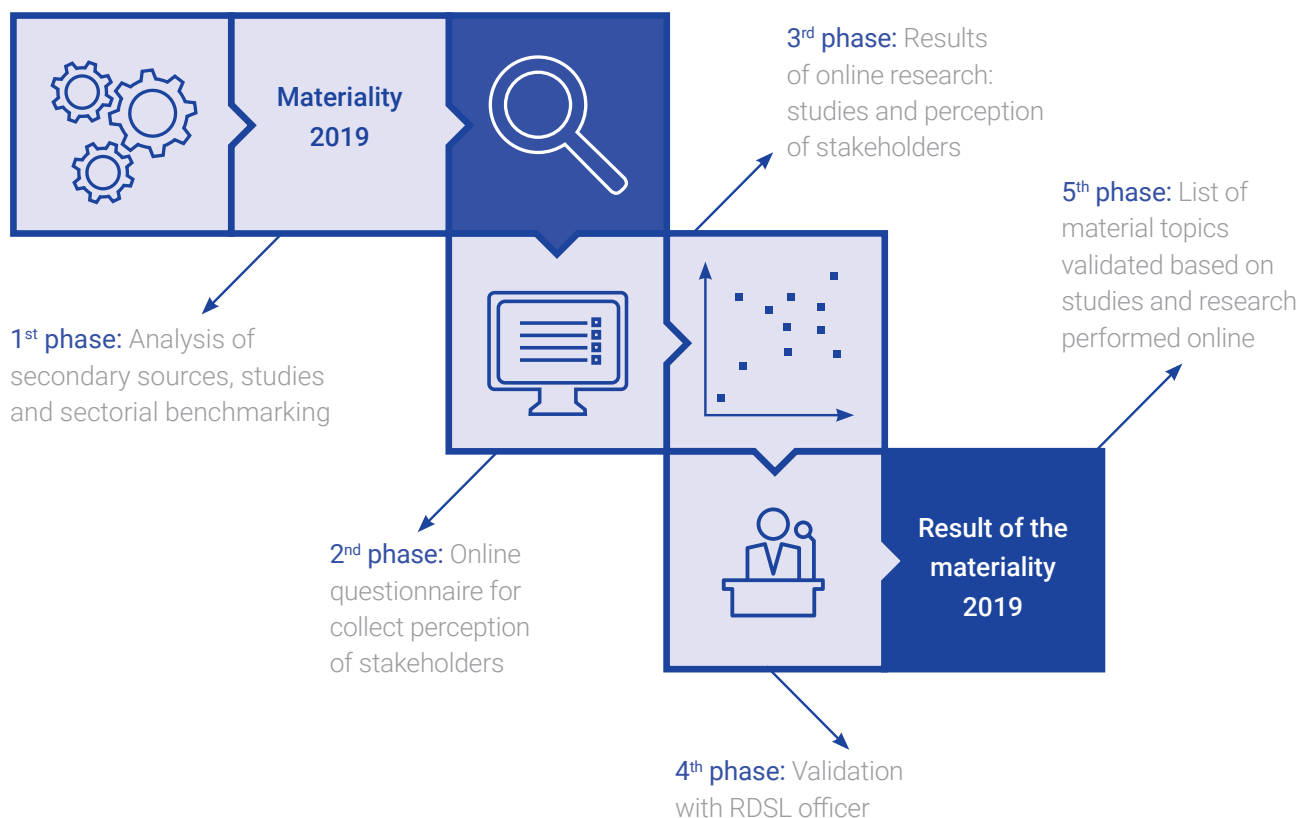 Materiality
2019
3rd phase: Results
of online research:
studies and perception
of stakeholders
5th phase: List of
material topics
validated based on
studies and research
performed online
1st phase: Analysis of
secondary sources, studies
and sectorial benchmarking
2nd phase: Online
questionnaire for
collect perception
of stakeholders
Result of the
materiality
2019
4th phase: Validation
with RDSL officer